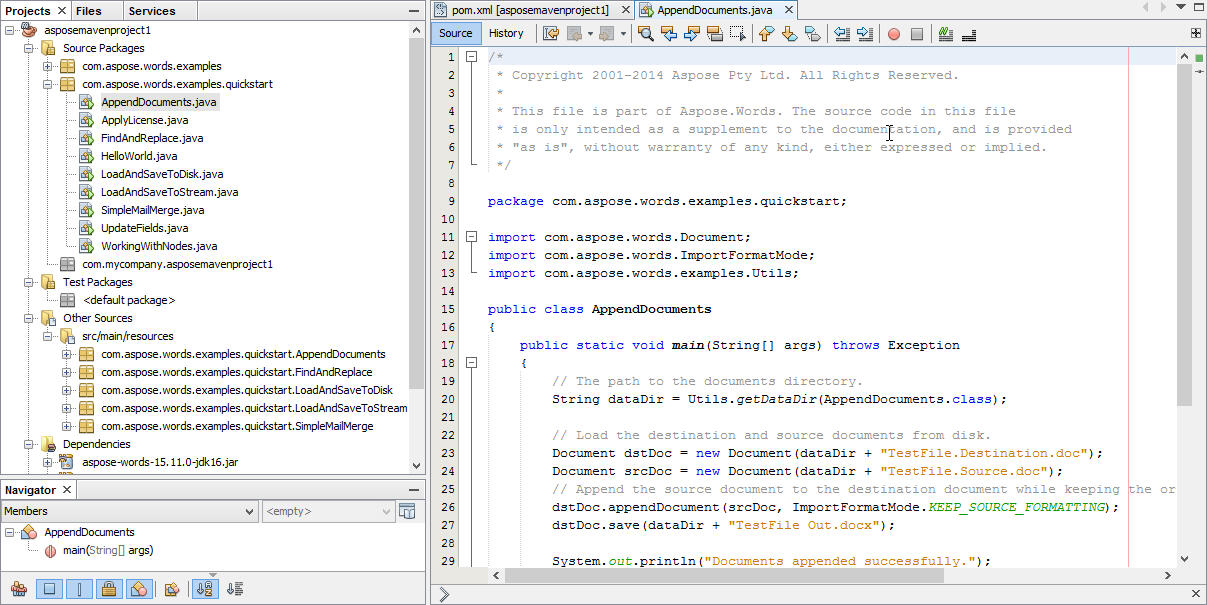 Projects
Files
Services
asposemavenproject1
Source Packages
com.aspose.words.examples
com.aspose.words.examples.quickstart
AppendDocuments.java
ApplyLicense.java
FindAndReplace.java
HelloWorld.java
LoadAndSaveToDisk.java
LoadAndSaveToStream.java
SimpleMailMerge.java
UpdateFields.java
WorkingWithNodes.java
com.mycompany.asposemavenproject1
Test Packages
<default package>
Other Sources
src/main/resources
com.aspose.words.examples.quickstart.AppendDocuments
com.aspose.words.examples.quickstart.FindAndReplace
com.aspose.words.examples.quickstart.LoadAndSaveToDisk
com.aspose.words.examples.quickstart.LoadAndSaveToStream
com.aspose.words.examples.quickstart.SimpleMailMerge
Dependencies
aspose-words-15.11.0-jdk16.jar
Navigator
Members
<empty>
AppendDocuments
main(String[] args)
pom.xml [asposemavenproject1]
AppendDocuments.java
Source
History
1 /*
2 * Copyright 2001-2014 Aspose Pty Ltd. All Rights Reserved.
3 *
4 * This file is part of Aspose.Words. The source code in this file
5 * is only intended as a supplement to the documentation, and is provided
6 * "as is", without warranty of any kind, either expressed or implied.
7 */
8
9 package com.aspose.words.examples.quickstart;
10
11 import com.aspose.words.Document;
12 import com.aspose.words.ImportFormatMode;
13 import com.aspose.words.examples.Utils;
14
15 public class AppendDocuments
16 {
17 public static void main(String[] args) throws Exception
18 {
19 // The path to the documents directory.
20 String dataDir = Utils.getDataDir(AppendDocuments.class);
21
22 // Load the destination and source documents from disk.
23 Document dstDoc = new Document(dataDir + "TestFile.Destination.doc");
24 Document srcDoc = new Document(dataDir + "TestFile.Source.doc");
25 // Append the source document to the destination document while keeping the or
26 dstDoc.appendDocument(srcDoc, ImportFormatMode.KEEP_SOURCE_FORMATTING);
27 dstDoc.save(dataDir + "TestFile Out.docx");
28
29 System.out.println("Documents appended successfully.");